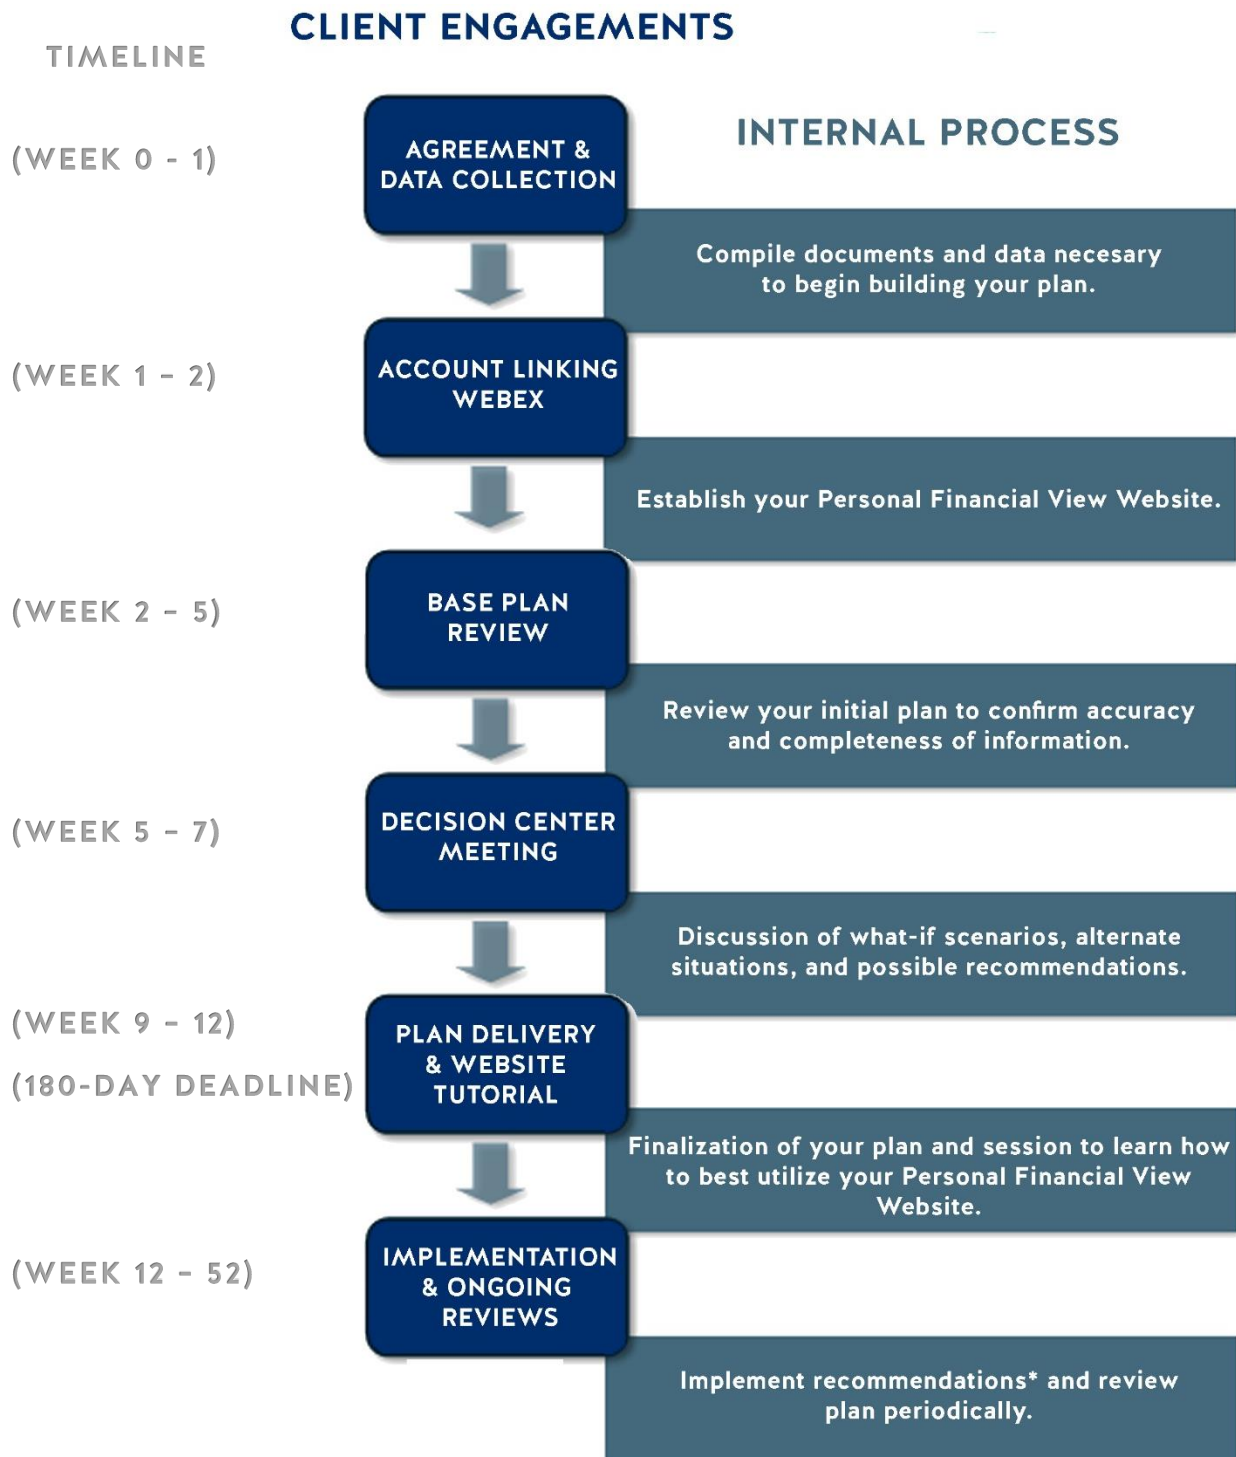 CLIENT ENGAGEMENTS
TIMELINE
INTERNAL PROCESS
(WEEK 0 - 1)
AGREEMENT &
DATA COLLECTION
Compile documents and data necesary
to begin building your plan.
(WEEK 1 – 2)
ACCOUNT LINKING
WEBEX
Establish your Personal Financial View Website.
(WEEK 2 – 5)
BASE PLAN
REVIEW
Review your initial plan to confirm accuracy
and completeness of information.
(WEEK 5 – 7)
DECISION CENTER
MEETING
Discussion of what-if scenarios, alternate
situations, and possible recommendations.
(WEEK 9 – 12)
(180-DAY DEADLINE)
PLAN DELIVERY
& WEBSITE
TUTORIAL
Finalization of your plan and session to learn how
to best utilize your Personal Financial View
Website.
(WEEK 12 – 52)
IMPLEMENTATION
& ONGOING
REVIEWS
Implement recommendations* and review
plan periodically.